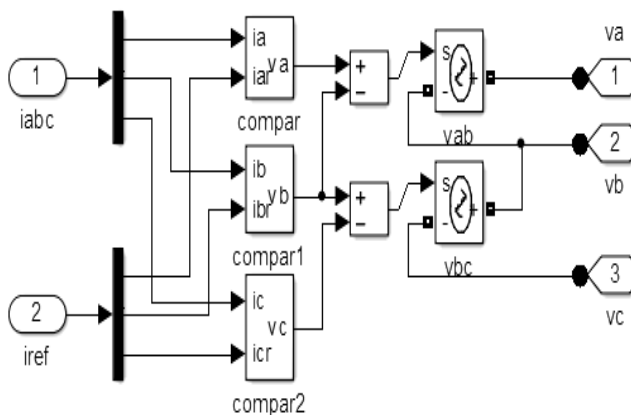 1
iabc
2
iref
ia
va
iar
compar
ib
vb
ibr
compar1
ic
vc
icr
compar2
+
−
+
−
s
-
+
vab
s
-
+
vbc
va
1
2
vb
3
vc